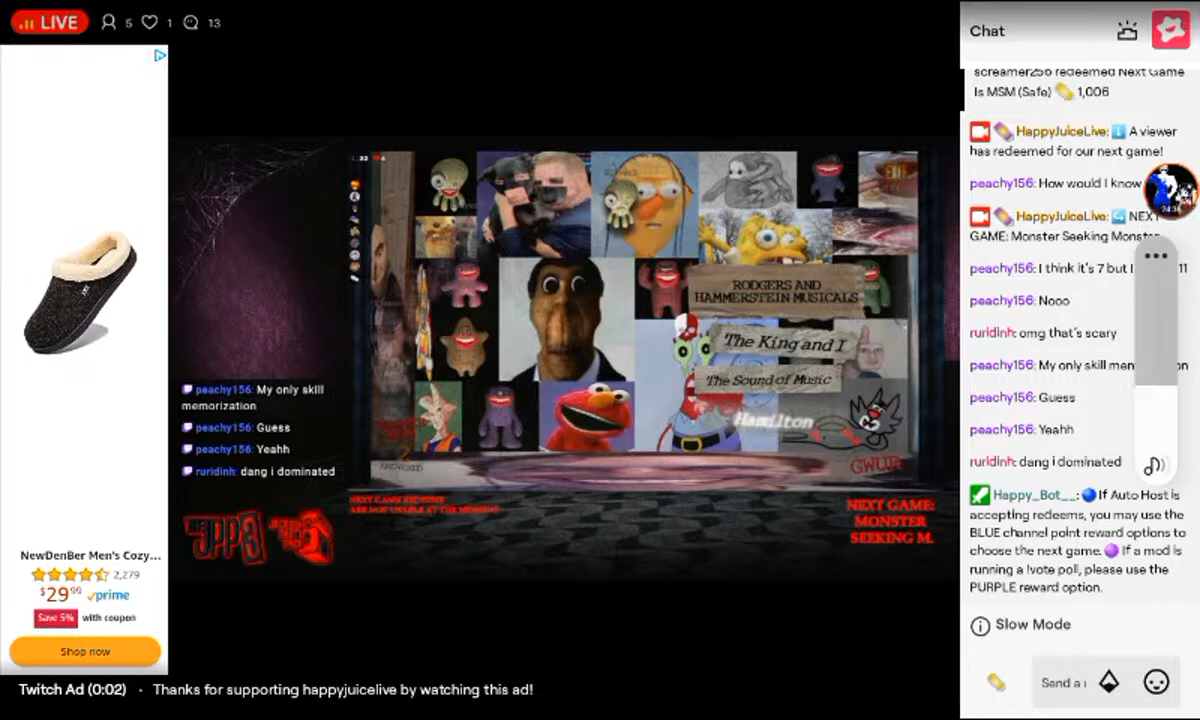 LIVE 5 1 13
NewDenBer Men's Cozy...
2,279
$29⁹⁹ prime
Save 5% with coupon
Shop now
Twitch Ad (0:02) · Thanks for supporting happyjuicelive by watching this ad!
peachy156: My only skill
memorization
peachy156: Guess
peachy156: Yeahh
ruridinh: dang i dominated
RODGERS AND
HAMMERSTEIN MUSICALS
The King and I
The Sound of Music
Hamilton
GWUR
NEXT GAME:
MONSTER
SEEKING M.
Chat
screamer256 redeemed Next Game
Is MSM (Safe) 1,006
HappyJuiceLive: A viewer
has redeemed for our next game!
peachy156: How would I know
HappyJuiceLive: NEXT
GAME: Monster Seeking Monster
peachy156: I think it's 7 but I 11
peachy156: Nooo
ruridinh: omg that's scary
peachy156: My only skill mem on
peachy156: Guess
peachy156: Yeahh
ruridinh: dang i dominated
Happy_Bot__: If Auto Host is
accepting redeems, you may use the
BLUE channel point reward options to
choose the next game. If a mod is
running a !vote poll, please use the
PURPLE reward option.
Slow Mode
Send a